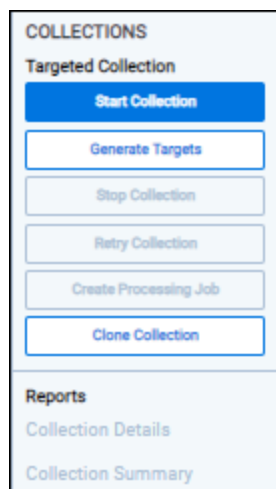 COLLECTIONS
Targeted Collection
Start Collection
Generate Targets
Stop Collection
Retry Collection
Create Processing Job
Clone Collection
Reports
Collection Details
Collection Summary